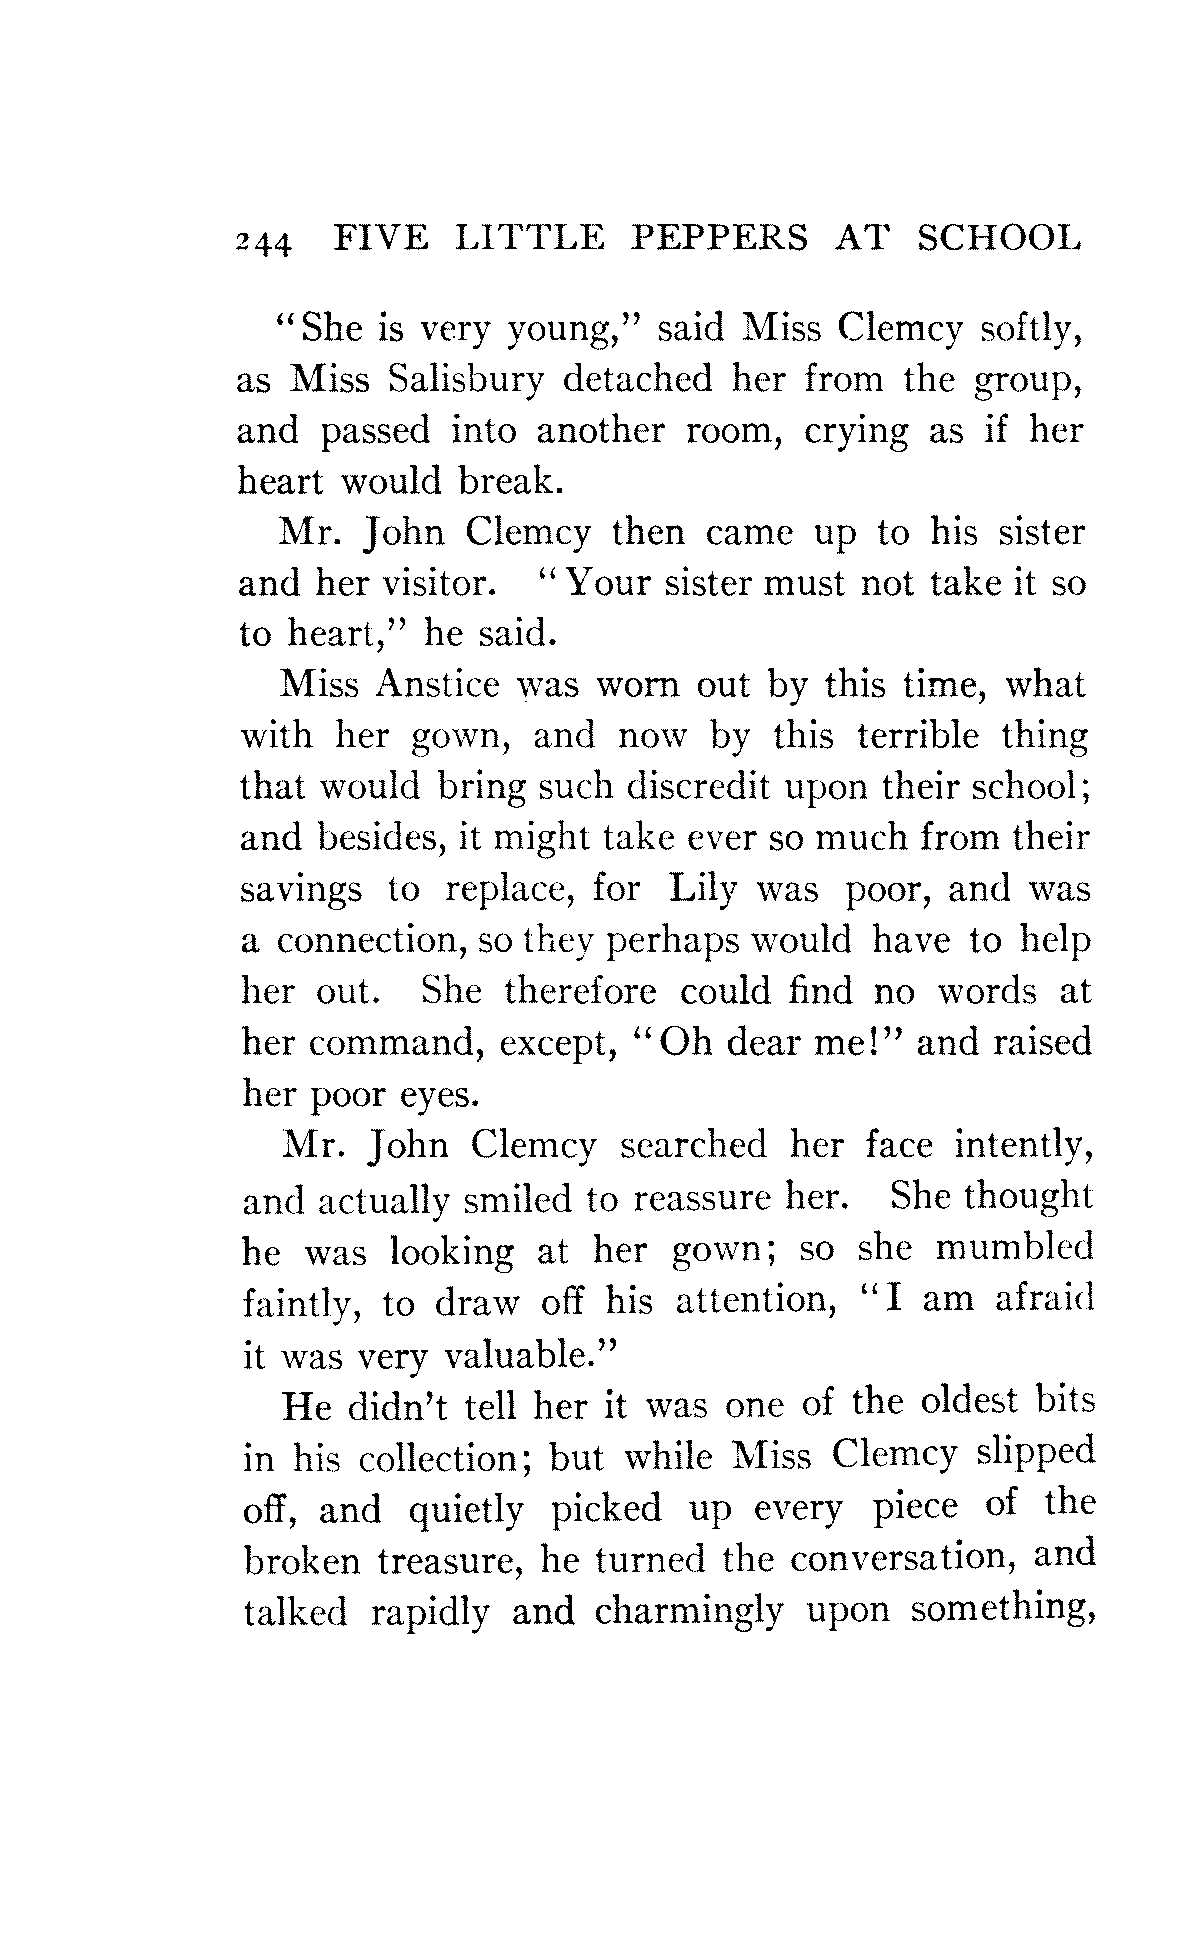 244 FIVE LITTLE PEPPERS AT SCHOOL
"She is very young," said Miss Clemcy softly,
as Miss Salisbury detached her from the group,
and passed into another room, crying as if her
heart would break.
Mr. John Clemcy then came up to his sister
and her visitor. "Your sister must not take it so
to heart," he said.
Miss Anstice was worn out by this time, what
with her gown, and now by this terrible thing
that would bring such discredit upon their school;
and besides, it might take ever so much from their
savings to replace, for Lily was poor, and was
a connection, so they perhaps would have to help
her out. She therefore could find no words at
her command, except, "Oh dear me!" and raised
her poor eyes.
Mr. John Clemcy searched her face intently,
and actually smiled to reassure her. She thought
he was looking at her gown; so she mumbled
faintly, to draw off his attention, "I am afraid
it was very valuable."
He didn't tell her it was one of the oldest bits
in his collection; but while Miss Clemcy slipped
off, and quietly picked up every piece of the
broken treasure, he turned the conversation, and
talked rapidly and charmingly upon something,